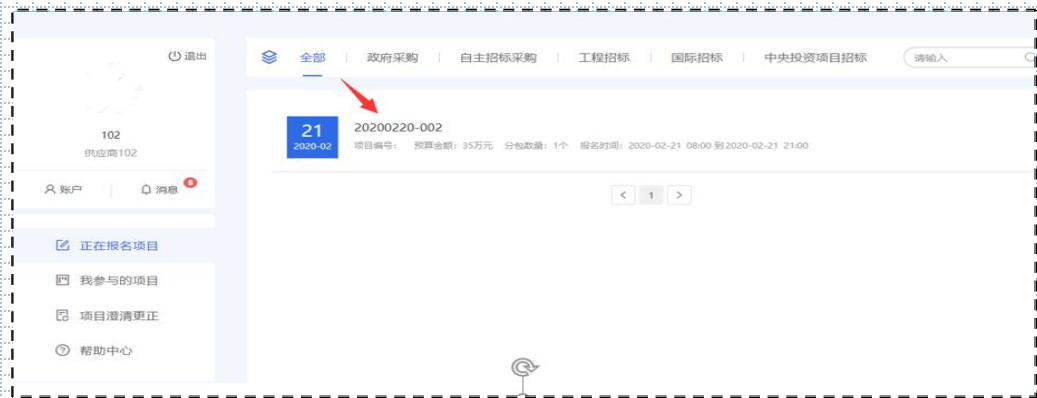 退出
102
供应商102
账户
消息 5
正在报名项目
我参与的项目
项目澄清更正
帮助中心
全部 政府采购 自主招标采购 工程招标 国际招标 中央投资项目招标 请输入
21
2020-02
20200220-002
项目编号： 预算金额：35万元 分包数量：1个 报名时间：2020-02-21 08:00 到2020-02-21 21:00
< 1 >